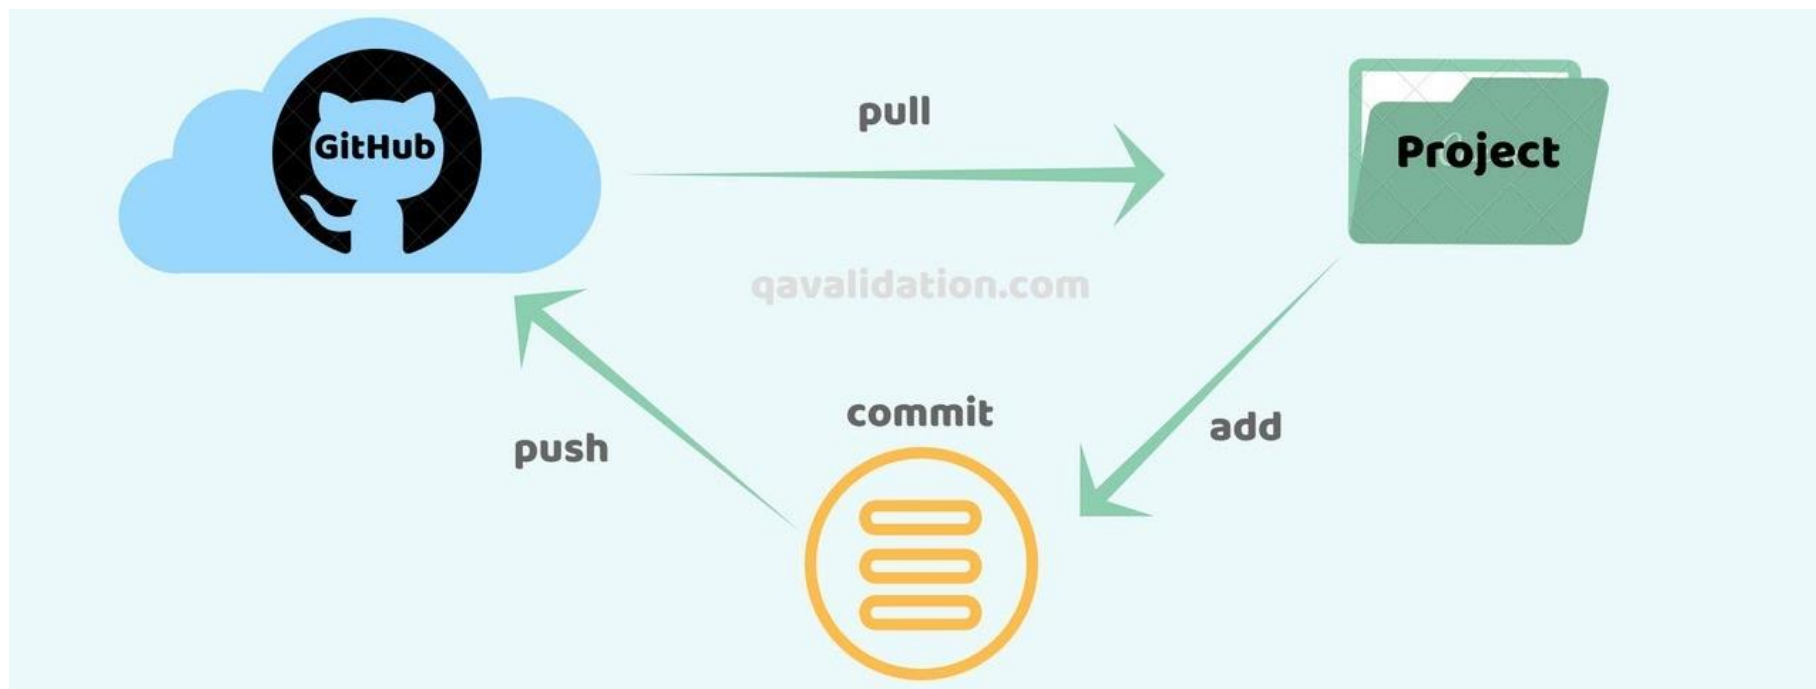 pull
GitHub
Project
qavalidation.com
commit
add
push